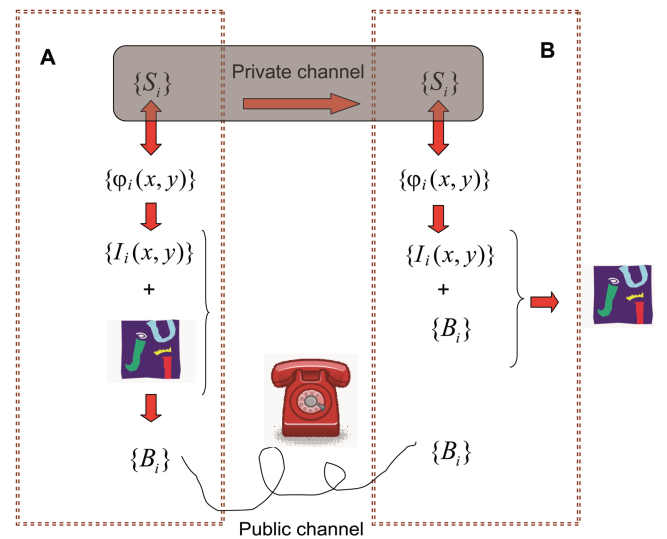 A
B
Private channel
{S_i}
{S_i}
{φ_i(x, y)}
{φ_i(x, y)}
{I_i(x, y)}
{I_i(x, y)}
+
+
{B_i}
{B_i}
{B_i}
Public channel